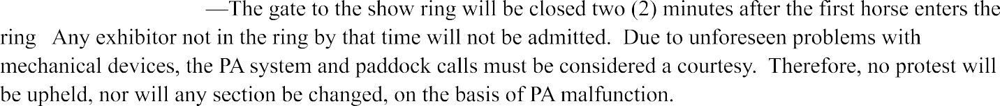 —The gate to the show ring will be closed two (2) minutes after the first horse enters the
ring   Any exhibitor not in the ring by that time will not be admitted.  Due to unforeseen problems with
mechanical devices, the PA system and paddock calls must be considered a courtesy.  Therefore, no protest will
be upheld, nor will any section be changed, on the basis of PA malfunction.